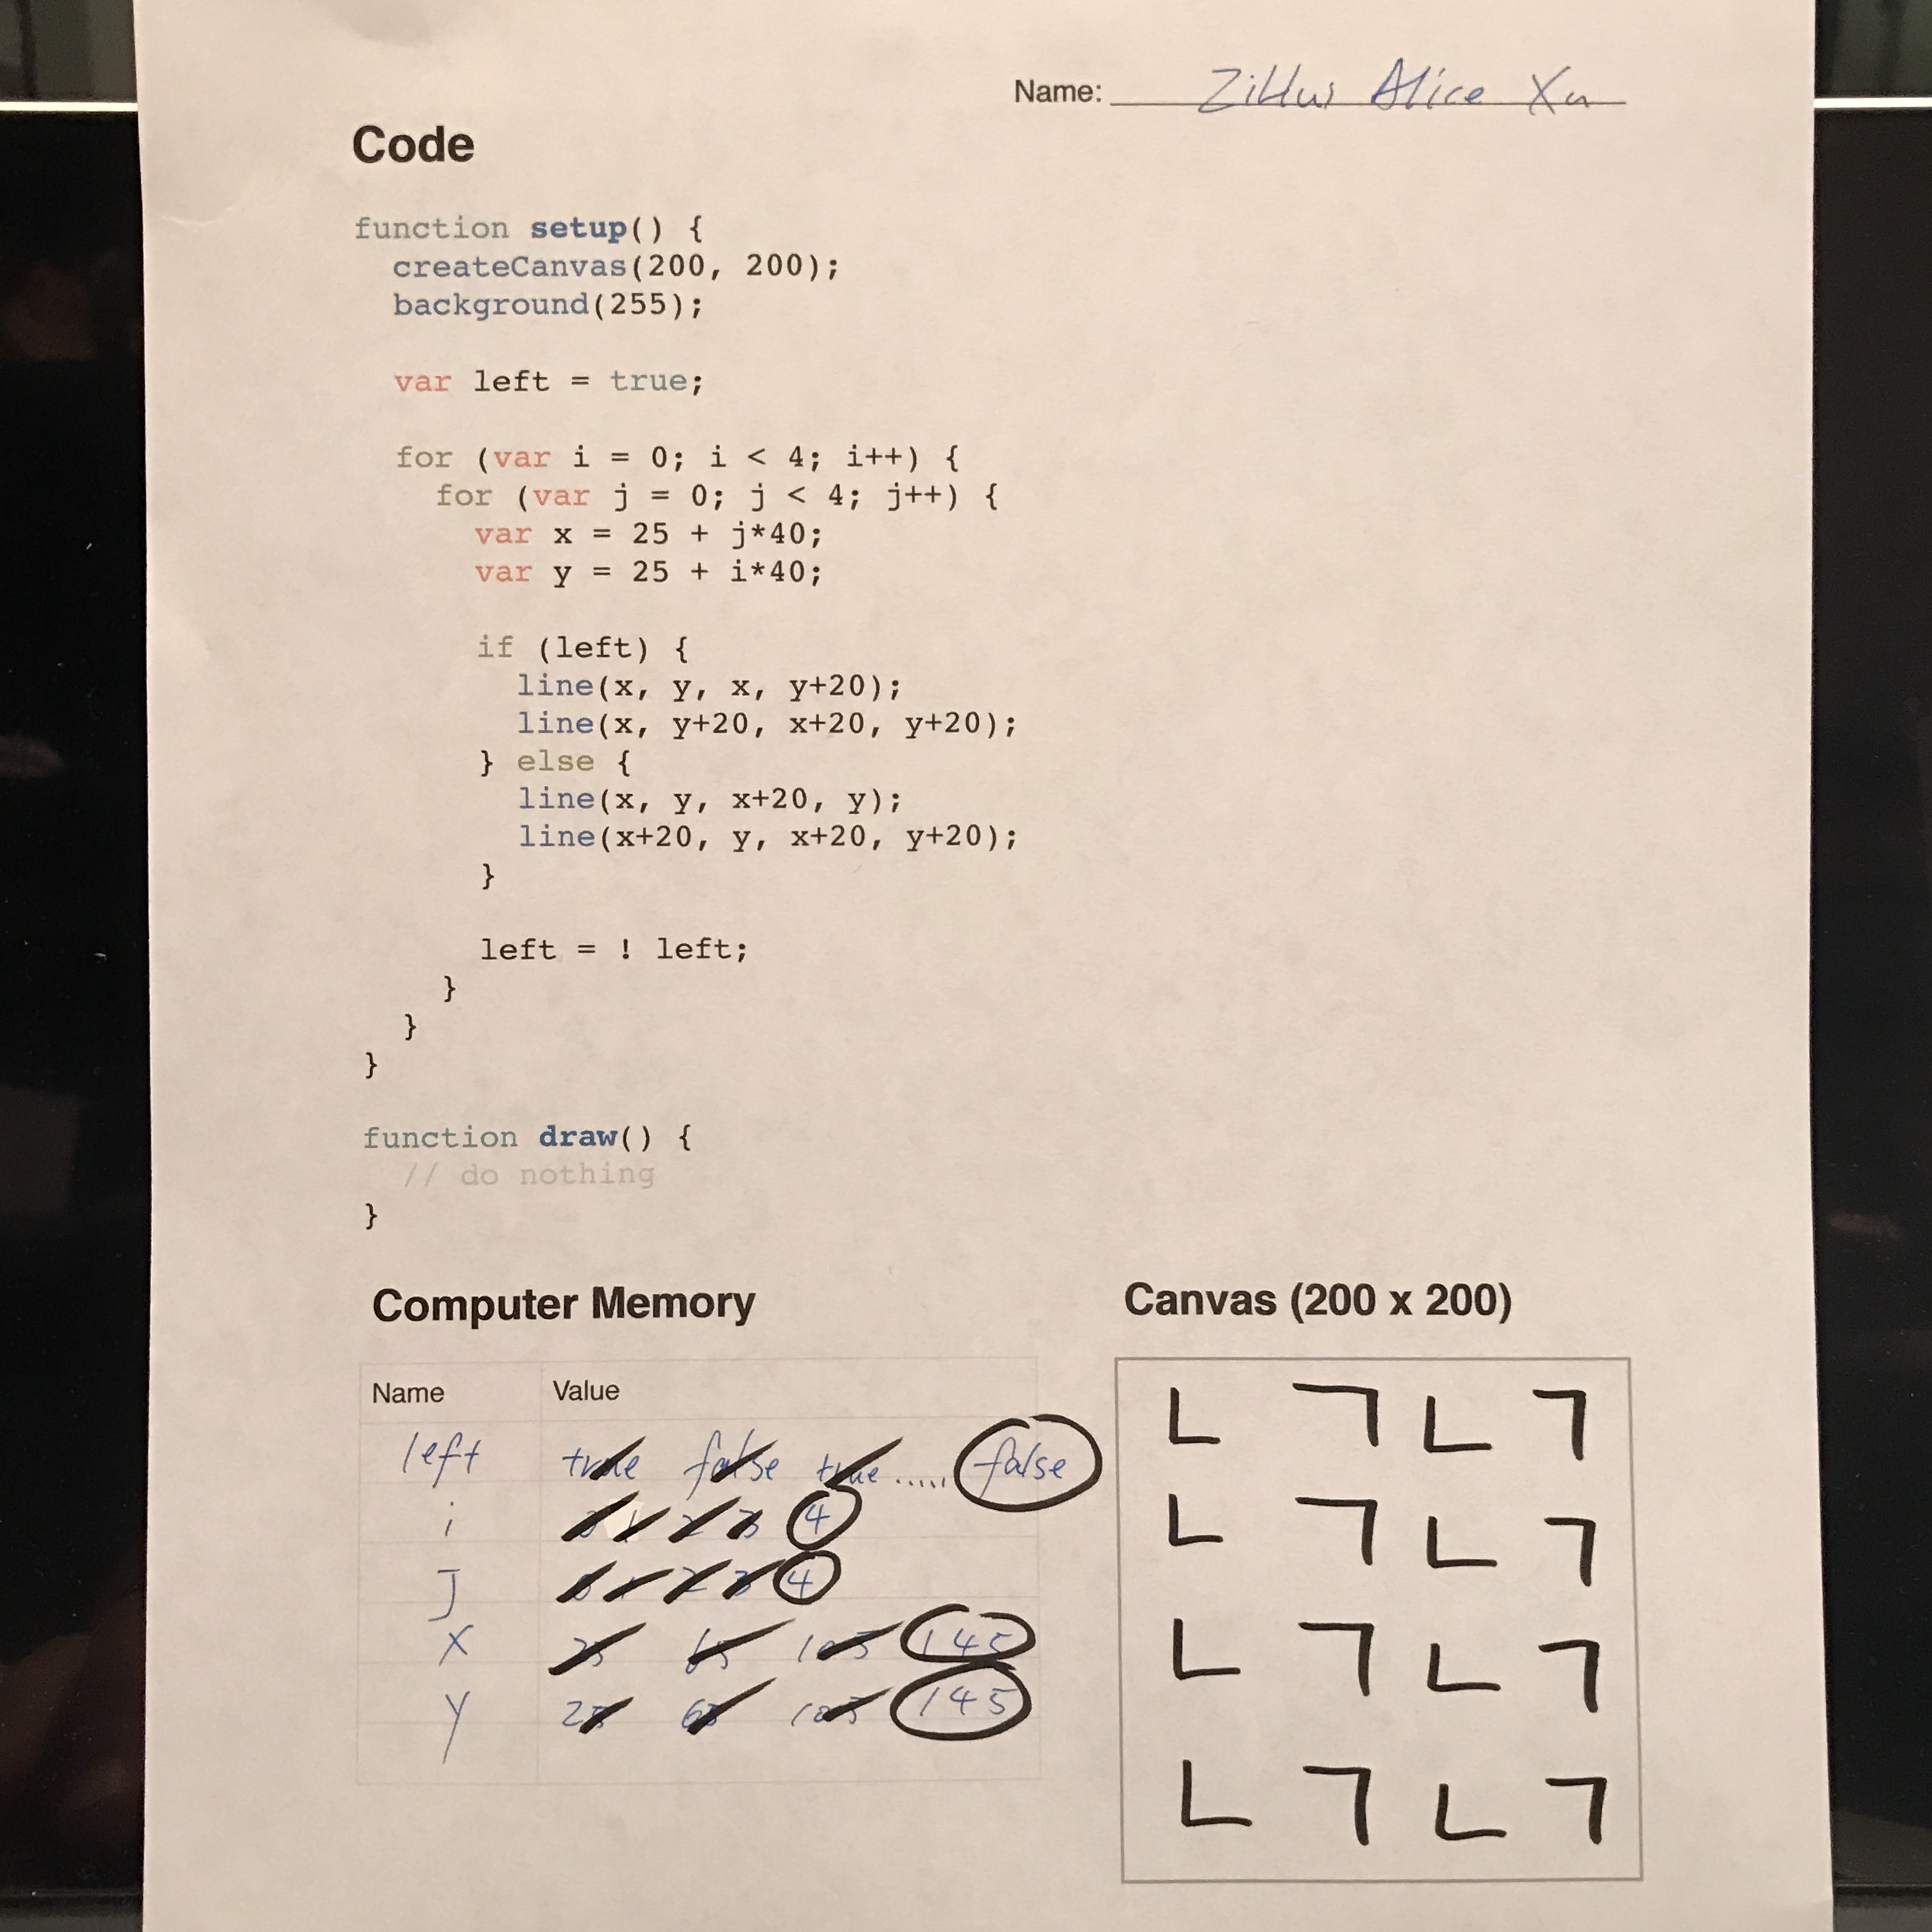 Name: Alice Xu
Code
function setup() {
createCanvas(200, 200);
background(255);
var left = true;
for (var i = 0; i < 4; i++) {
for (var j = 0; j < 4; j++) {
var x = 25 + j*40;
var y = 25 + i*40;
if (left) {
line(x, y, x, y+20);
line(x, y+20, x+20, y+20);
} else {
line(x, y, x+20, y);
line(x+20, y, x+20, y+20);
}
left = ! left;
}
}
}
function draw() {
// do nothing
}
Computer Memory
Name Value
left true false true ..... false
i 0 1 2 3 4
J 0 1 2 3 4
X 25 65 105 145
y 25 65 105 145
Canvas (200 x 200)